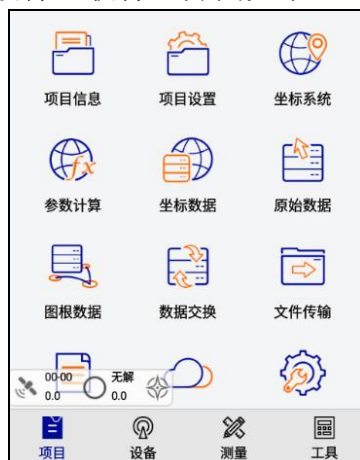 项目信息 项目设置 坐标系统
fx
参数计算 坐标数据 原始数据
图根数据 数据交换 文件传输
00-00 无解
0.0 0.0
项目 设备 测量 工具